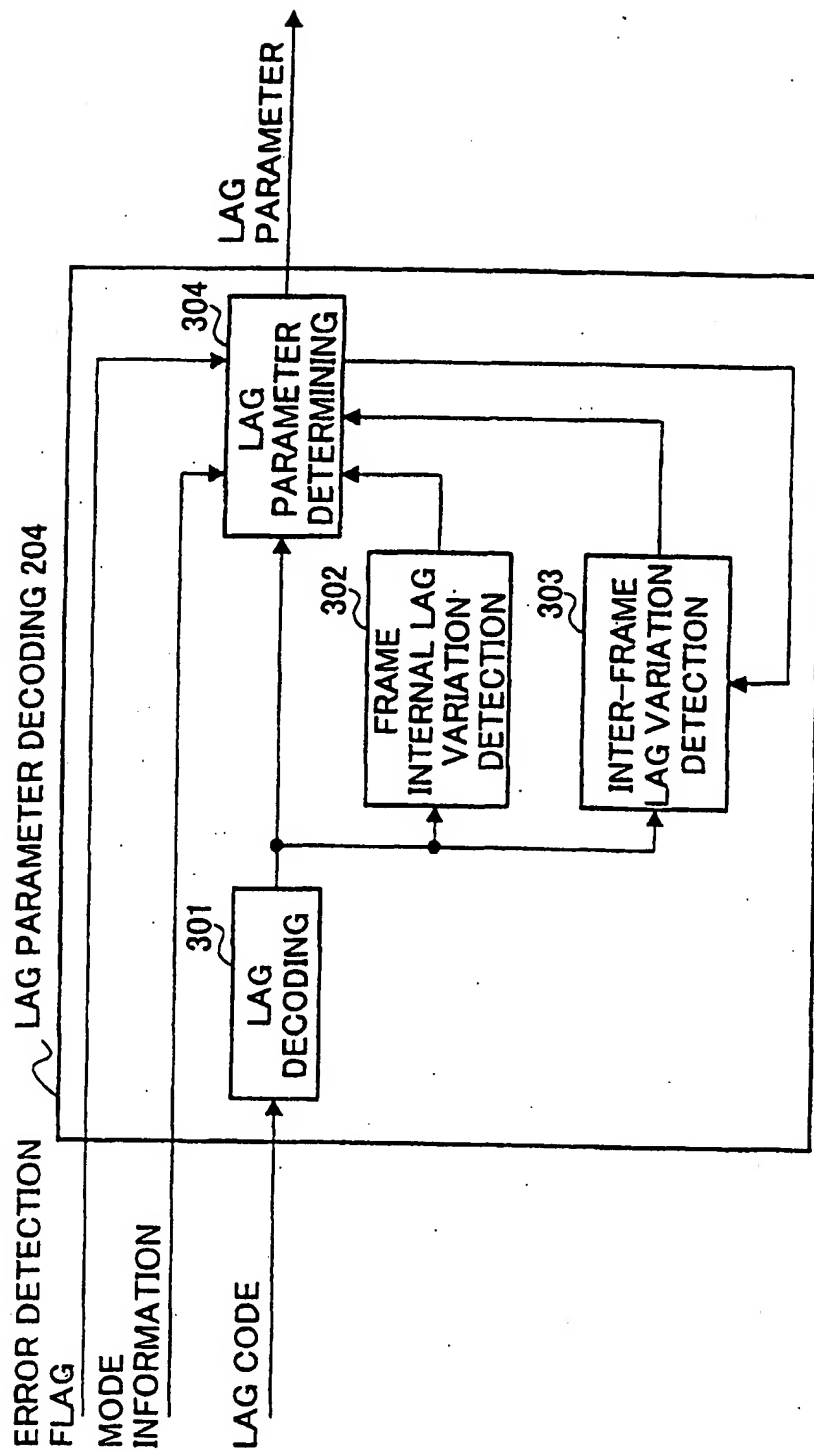 ERROR DETECTION
FLAG
LAG PARAMETER DECODING 204
MODE
INFORMATION
LAG CODE
301
LAG
DECODING
302
FRAME
INTERNAL LAG
VARIATION
DETECTION
303
INTER-FRAME
LAG VARIATION
DETECTION
304
LAG
PARAMETER
DETERMINING
LAG
PARAMETER